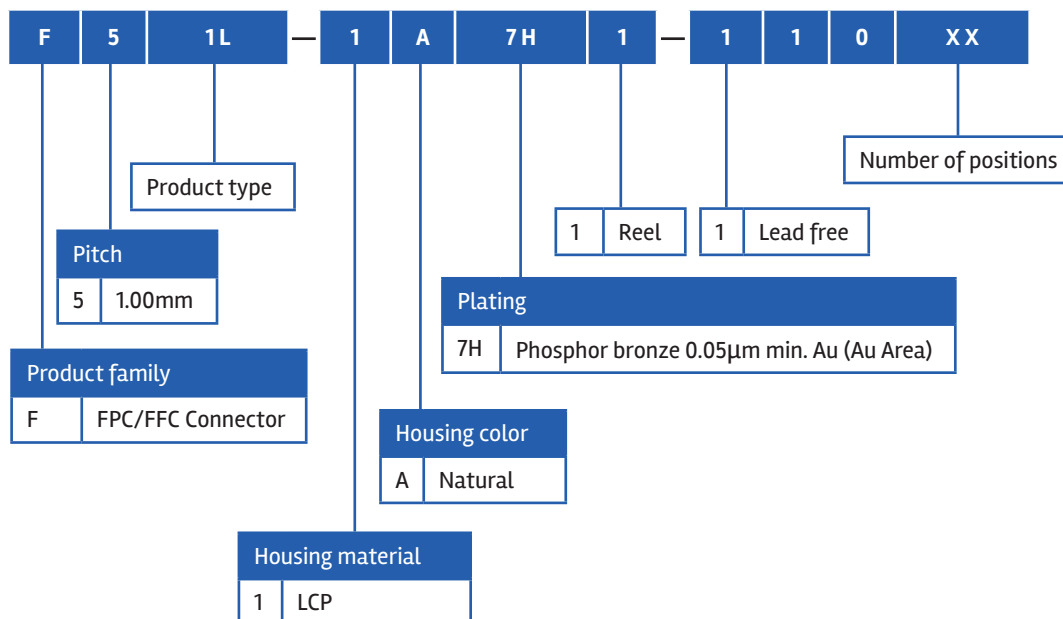 F 5 1L — 1 A 7H 1 — 1 1 0 XX
Number of positions
Product type
1 Reel 1 Lead free
Pitch
5 1.00mm
Plating
7H Phosphor bronze 0.05µm min. Au (Au Area)
Product family
F FPC/FFC Connector
Housing color
A Natural
Housing material
1 LCP